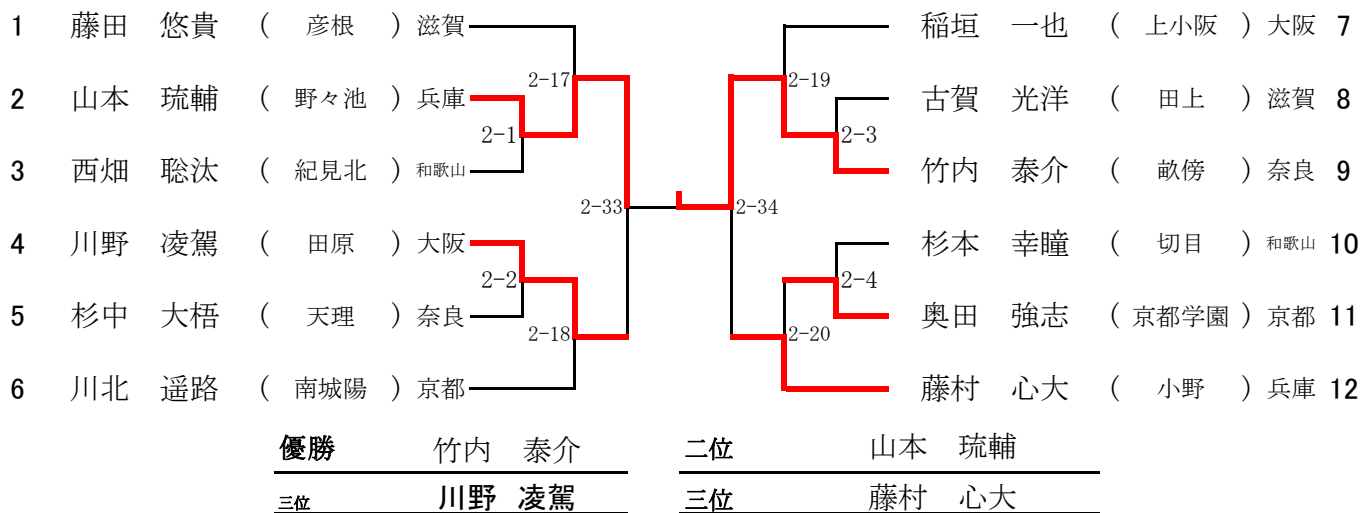 1 藤田 悠貴 ( 彦根 ) 滋賀
稲垣 一也 ( 上小阪 ) 大阪 7
2-17
2-19
2 山本 琉輔 ( 野々池 ) 兵庫
古賀 光洋 ( 田上 ) 滋賀 8
2-1
2-3
3 西畑 聡汰 ( 紀見北 ) 和歌山
竹内 泰介 ( 畝傍 ) 奈良 9
2-33
2-34
4 川野 凌駕 ( 田原 ) 大阪
杉本 幸瞳 ( 切目 ) 和歌山 10
2-2
2-4
5 杉中 大梧 ( 天理 ) 奈良
奥田 強志 ( 京都学園 ) 京都 11
2-18
2-20
6 川北 遥路 ( 南城陽 ) 京都
藤村 心大 ( 小野 ) 兵庫 12
優勝 竹内 泰介
二位 山本 琉輔
三位 川野 凌駕
三位 藤村 心大